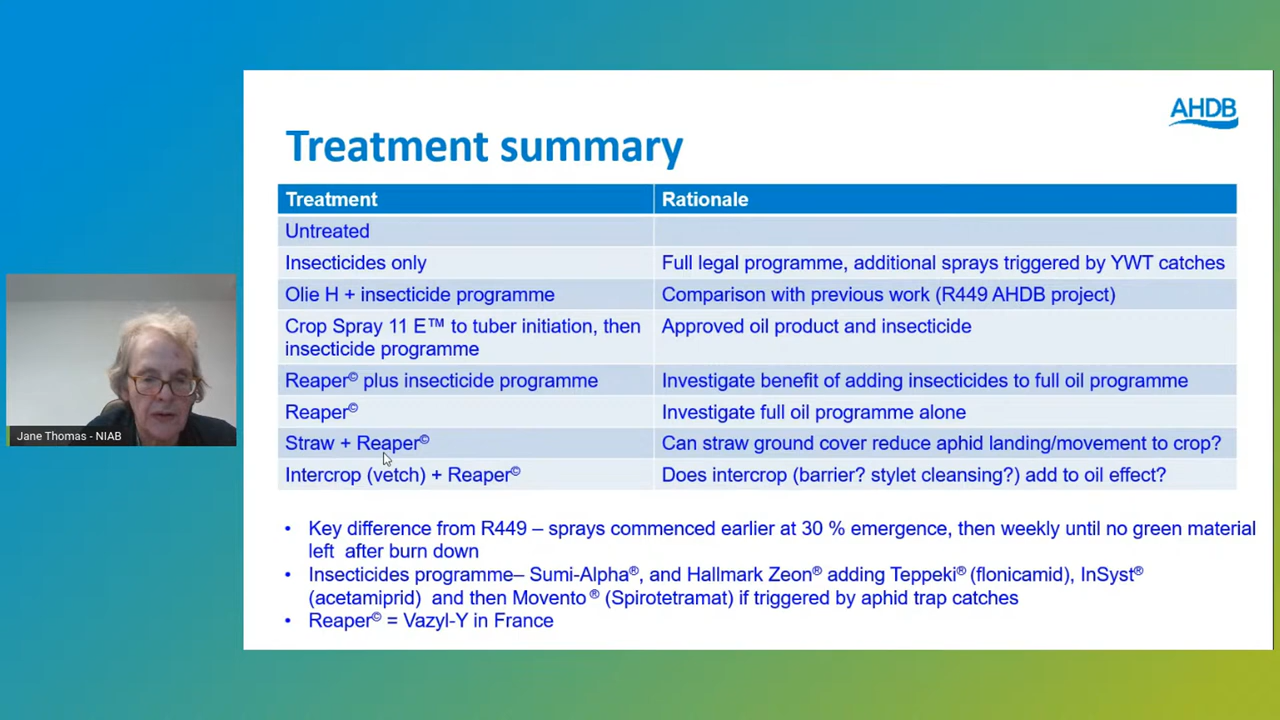 AHDB
Treatment summary
Treatment Rationale
Untreated
Insecticides only Full legal programme, additional sprays triggered by YWT catches
Olie H + insecticide programme Comparison with previous work (R449 AHDB project)
Crop Spray 11 E™ to tuber initiation, then
insecticide programme
Approved oil product and insecticide
Reaper© plus insecticide programme Investigate benefit of adding insecticides to full oil programme
Reaper© Investigate full oil programme alone
Straw + Reaper© Can straw ground cover reduce aphid landing/movement to crop?
Intercrop (vetch) + Reaper© Does intercrop (barrier? stylet cleansing?) add to oil effect?
• Key difference from R449 – sprays commenced earlier at 30 % emergence, then weekly until no green material
left after burn down
• Insecticides programme– Sumi-Alpha®, and Hallmark Zeon® adding Teppeki® (flonicamid), InSyst®
(acetamiprid) and then Movento ® (Spirotetramat) if triggered by aphid trap catches
• Reaper© = Vazyl-Y in France
Jane Thomas - NIAB